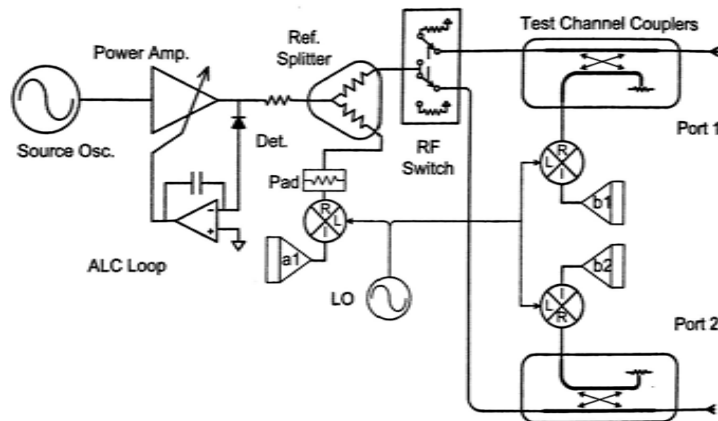 Test Channel Couplers
Ref.
Splitter
Power Amp.
Source Osc.
Det.
RF
Switch
Port 1
Pad
R
L
I
R
L
I
b1
a1
ALC Loop
LO
b2
I
L
R
Port 2
-
+